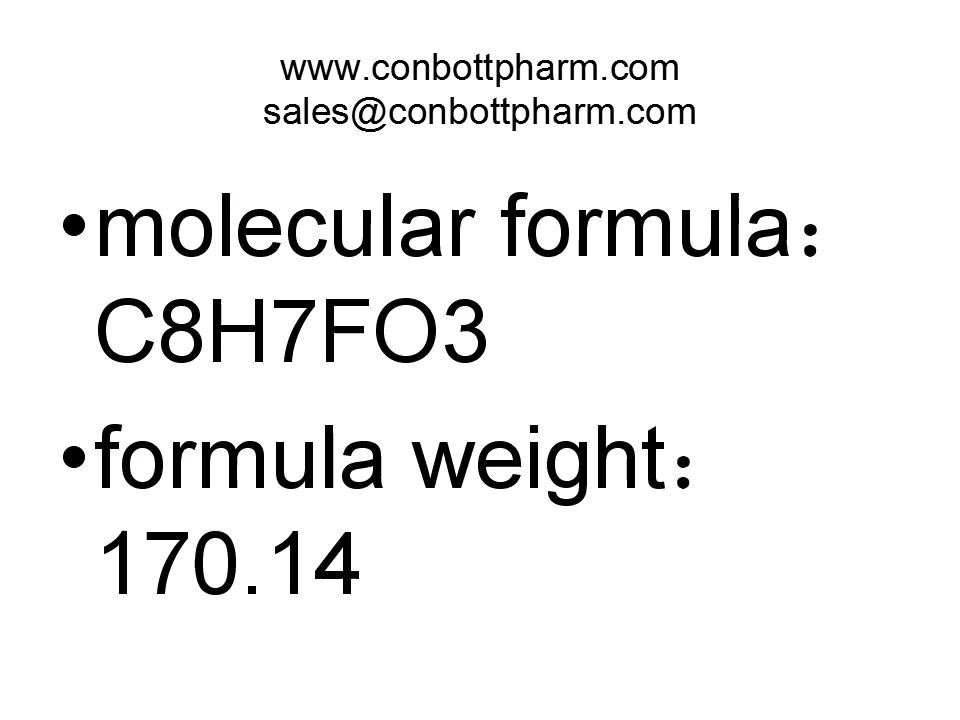 www.conbottpharm.com
sales@conbottpharm.com
•molecular formula：
C8H7FO3
•formula weight：
170.14